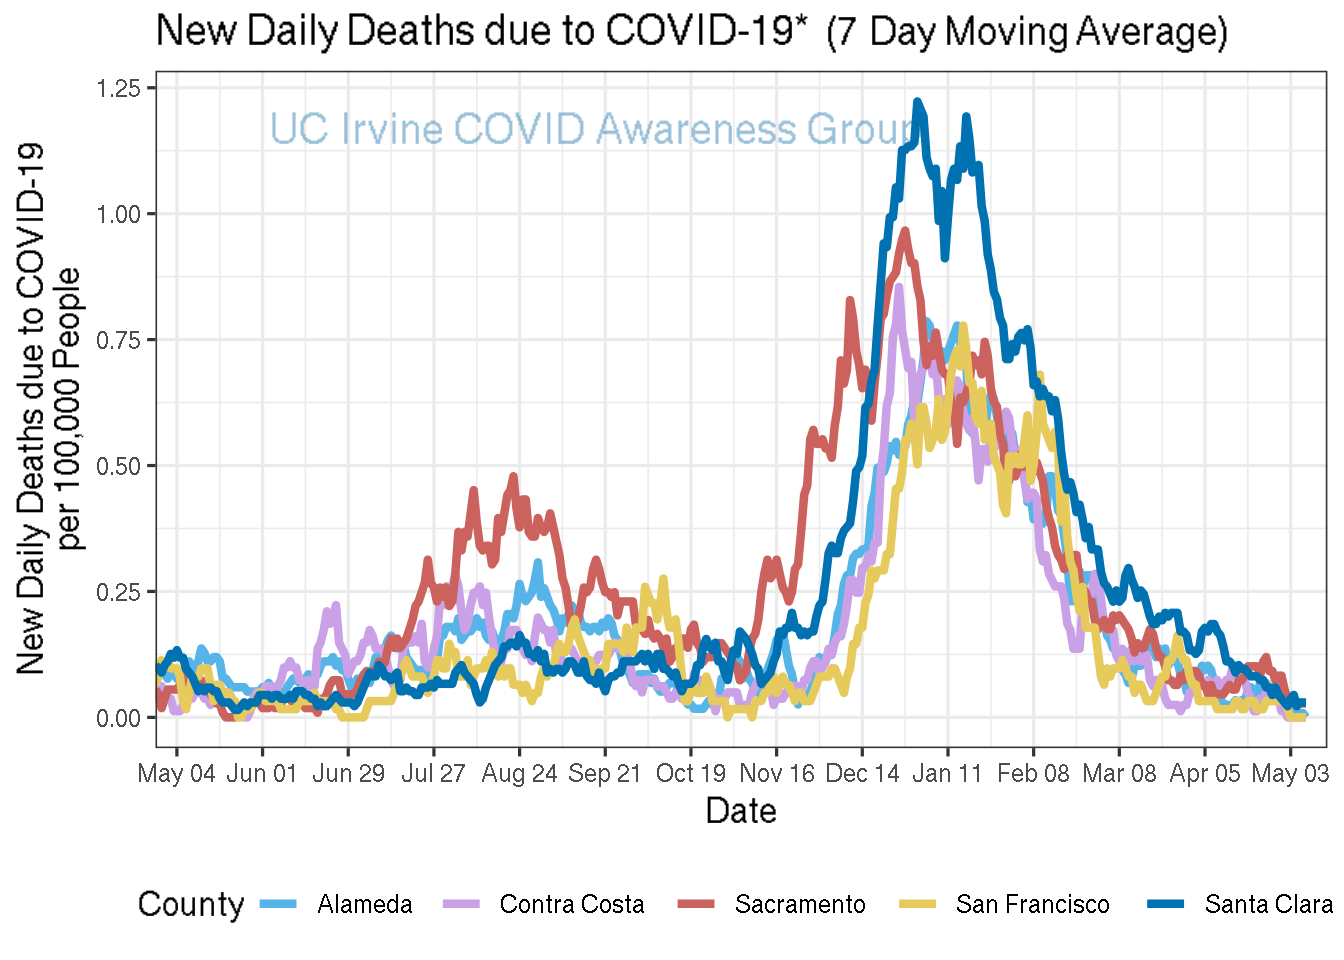 New Daily Deaths due to COVID-19* (7 Day Moving Average)
UC Irvine COVID Awareness Group
New Daily Deaths due to COVID-19
per 100,000 People
1.25
1.00
0.75
0.50
0.25
0.00
May 04 Jun 01 Jun 29 Jul 27 Aug 24 Sep 21 Oct 19 Nov 16 Dec 14 Jan 11 Feb 08 Mar 08 Apr 05 May 03
Date
County Alameda Contra Costa Sacramento San Francisco Santa Clara